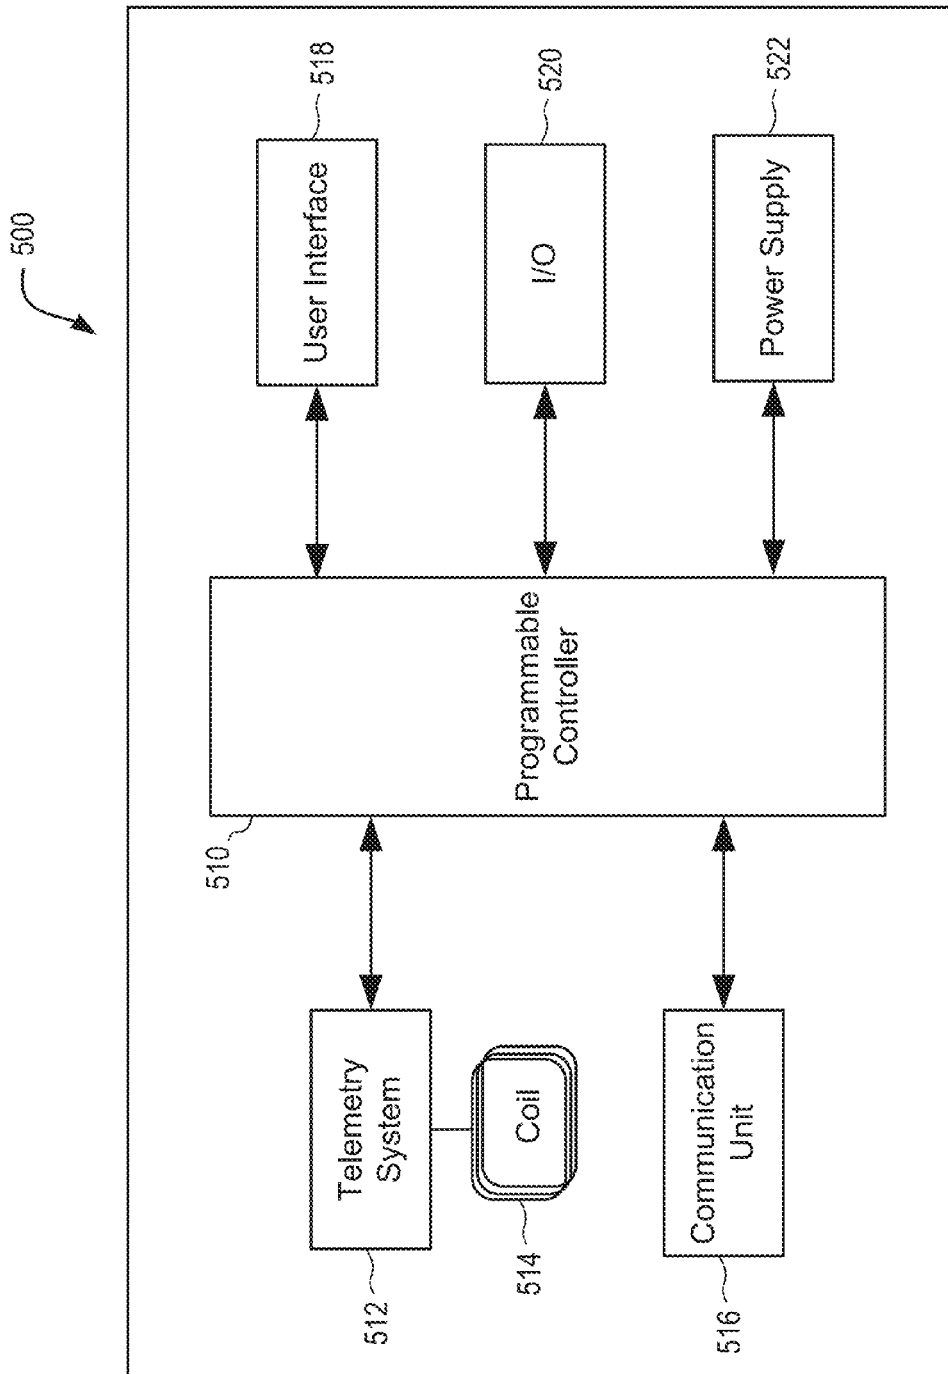 500
512
Telemetry
System
514
Coil
516
Communication
Unit
510
Programmable
Controller
User Interface
518
I/O
520
Power Supply
522